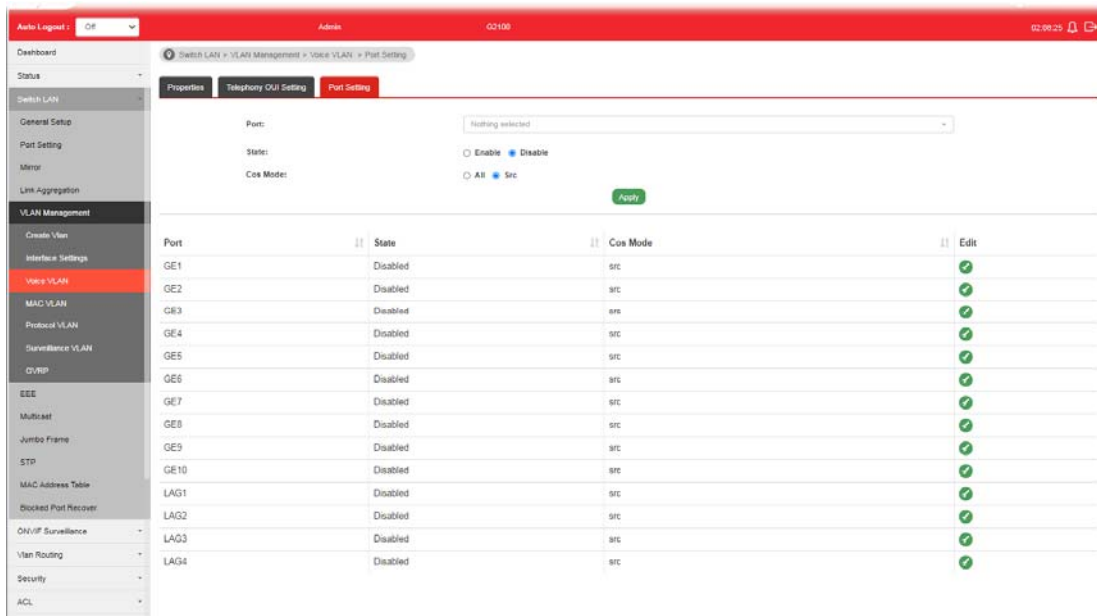 Auto Logout : Off Admin G2100 02:08:25
Dashboard
Status
Switch LAN
General Setup
Port Setting
Mirror
Link Aggregation
VLAN Management
Create Vlan
Interface Settings
Voice VLAN
MAC VLAN
Protocol VLAN
Surveillance VLAN
GVRP
EEE
Multicast
Jumbo Frame
STP
MAC Address Table
Blocked Port Recover
ONVIF Surveillance
Vlan Routing
Security
ACL
Switch LAN > VLAN Management > Voice VLAN > Port Setting
Properties Telephony OUI Setting Port Setting
Port: Nothing selected
State: Enable Disable
Cos Mode: All Src
Apply
Port State Cos Mode Edit
GE1 Disabled src
GE2 Disabled src
GE3 Disabled src
GE4 Disabled src
GE5 Disabled src
GE6 Disabled src
GE7 Disabled src
GE8 Disabled src
GE9 Disabled src
GE10 Disabled src
LAG1 Disabled src
LAG2 Disabled src
LAG3 Disabled src
LAG4 Disabled src